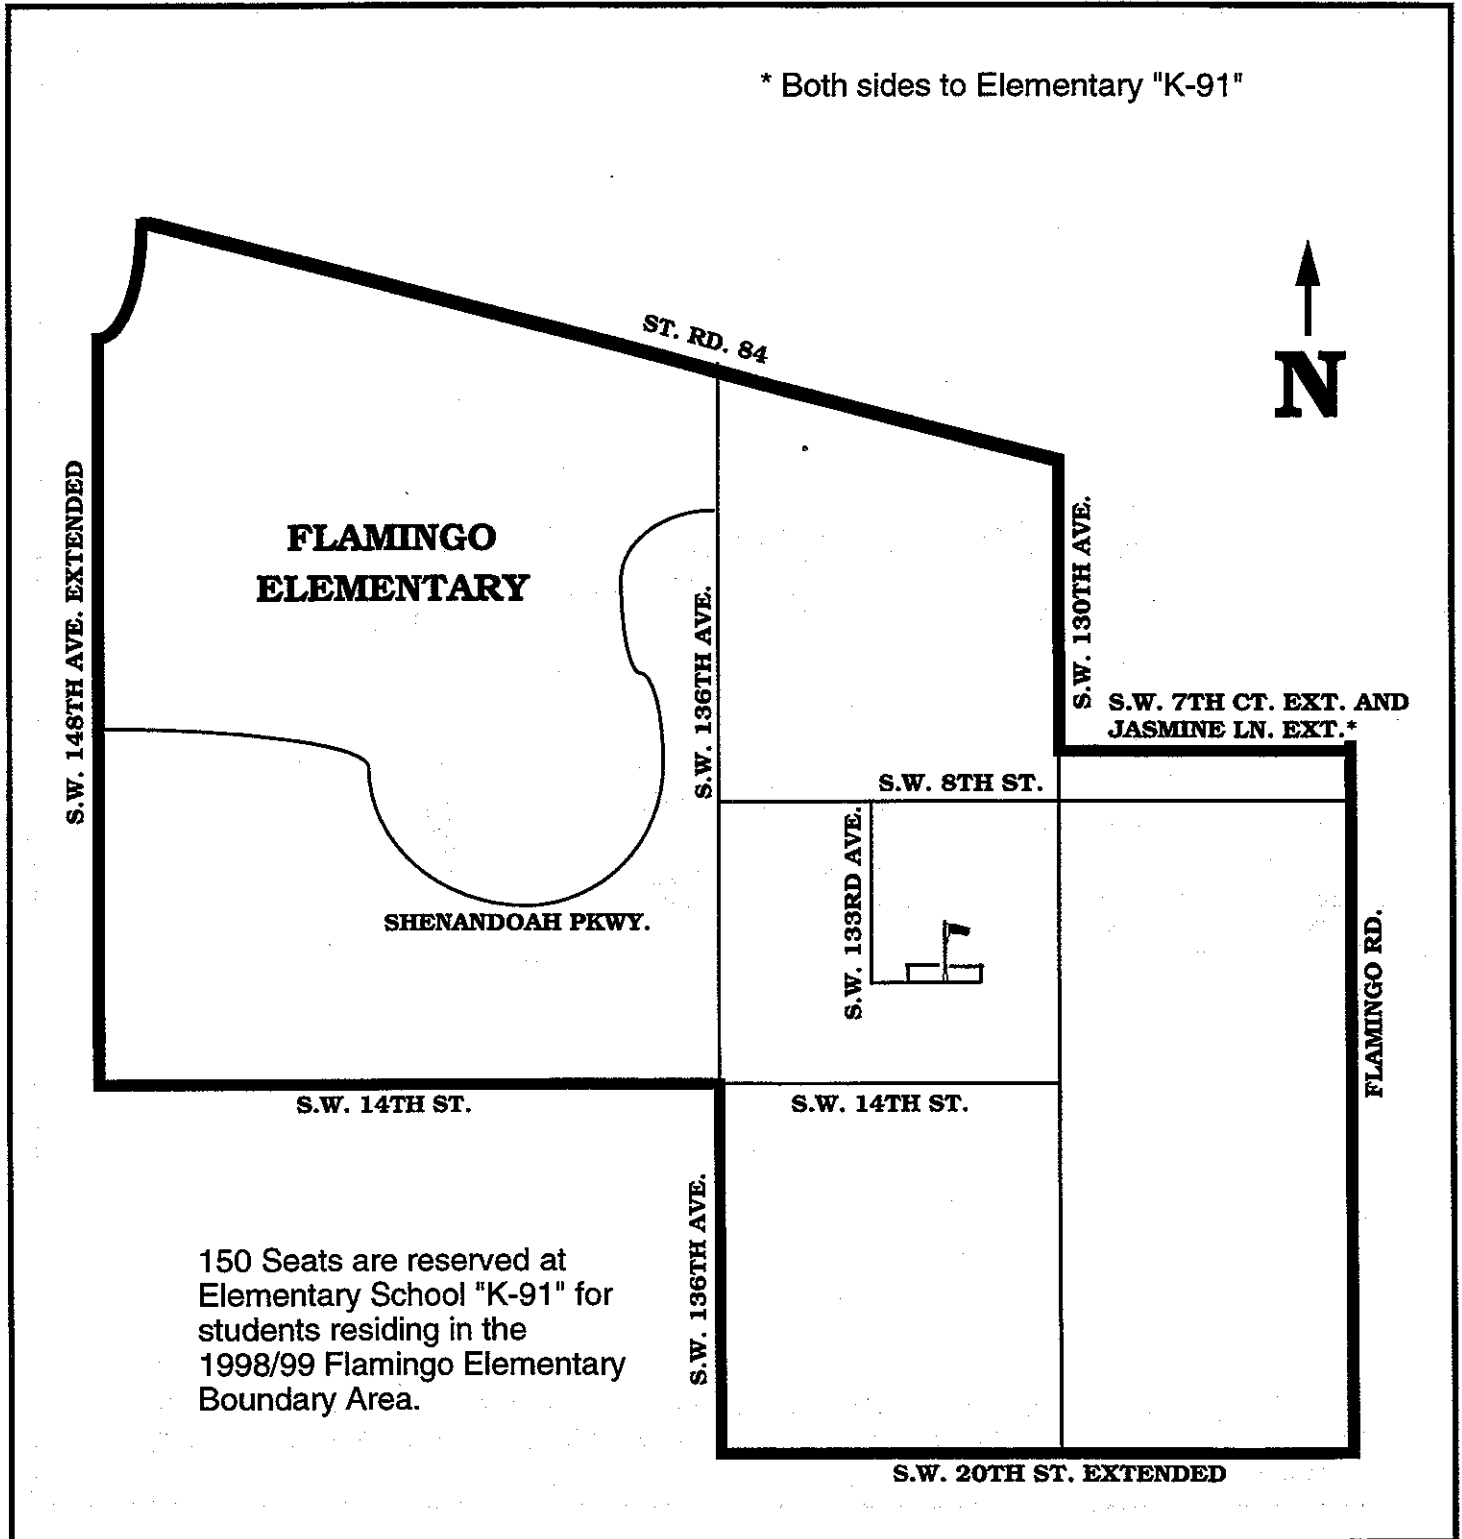 * Both sides to Elementary "K-91"
ST. RD. 84
N
FLAMINGO
ELEMENTARY
S.W. 148TH AVE. EXTENDED
S.W. 136TH AVE.
S.W. 130TH AVE.
S.W. 7TH CT. EXT. AND
JASMINE LN. EXT.*
S.W. 8TH ST.
S.W. 133RD AVE.
SHENANDOAH PKWY.
FLAMINGO RD.
S.W. 14TH ST.
S.W. 14TH ST.
S.W. 136TH AVE.
150 Seats are reserved at
Elementary School "K-91" for
students residing in the
1998/99 Flamingo Elementary
Boundary Area.
S.W. 20TH ST. EXTENDED